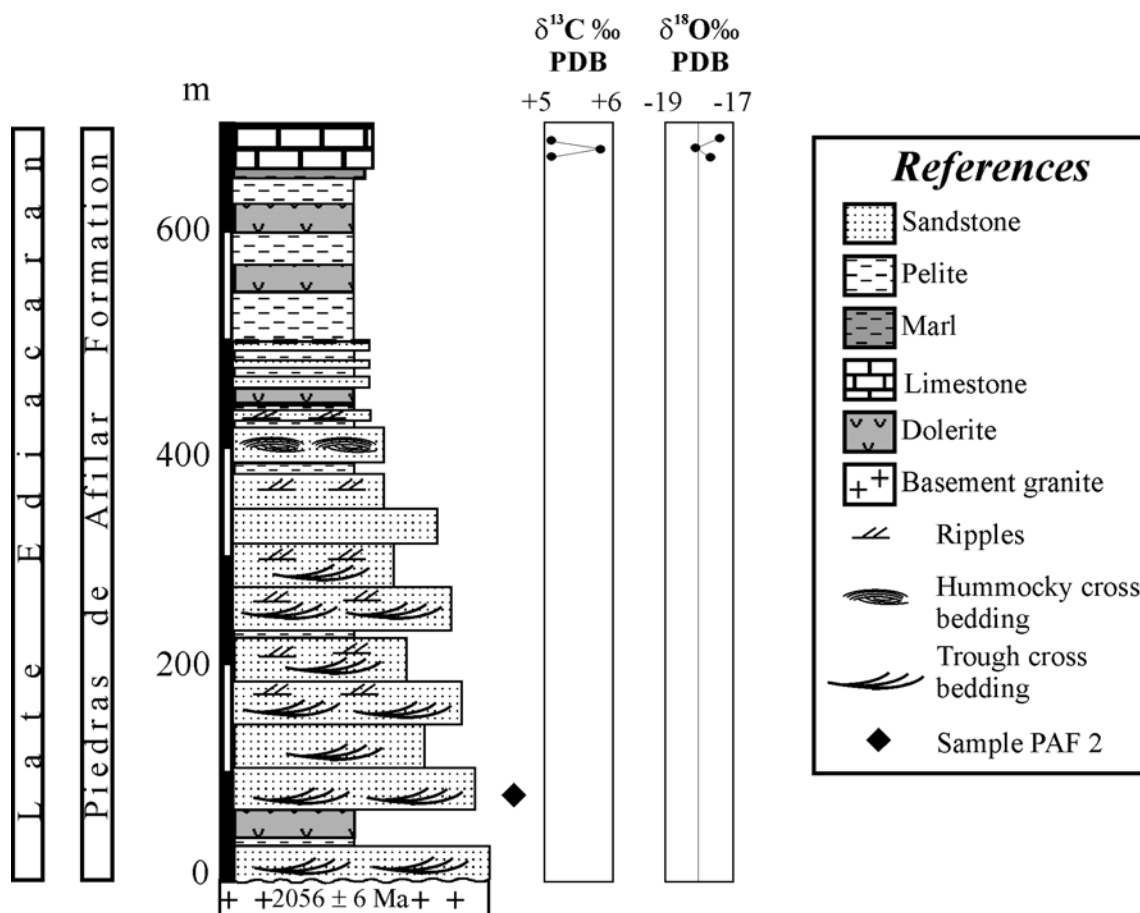 Late Ediacaran
Piedras de Afilar Formation
m
600
400
200
0
2056 ± 6 Ma
δ¹³C ‰
PDB
+5 +6
δ¹⁸O‰
PDB
-19 -17
References
Sandstone
Pelite
Marl
Limestone
Dolerite
Basement granite
Ripples
Hummocky cross
bedding
Trough cross
bedding
Sample PAF 2